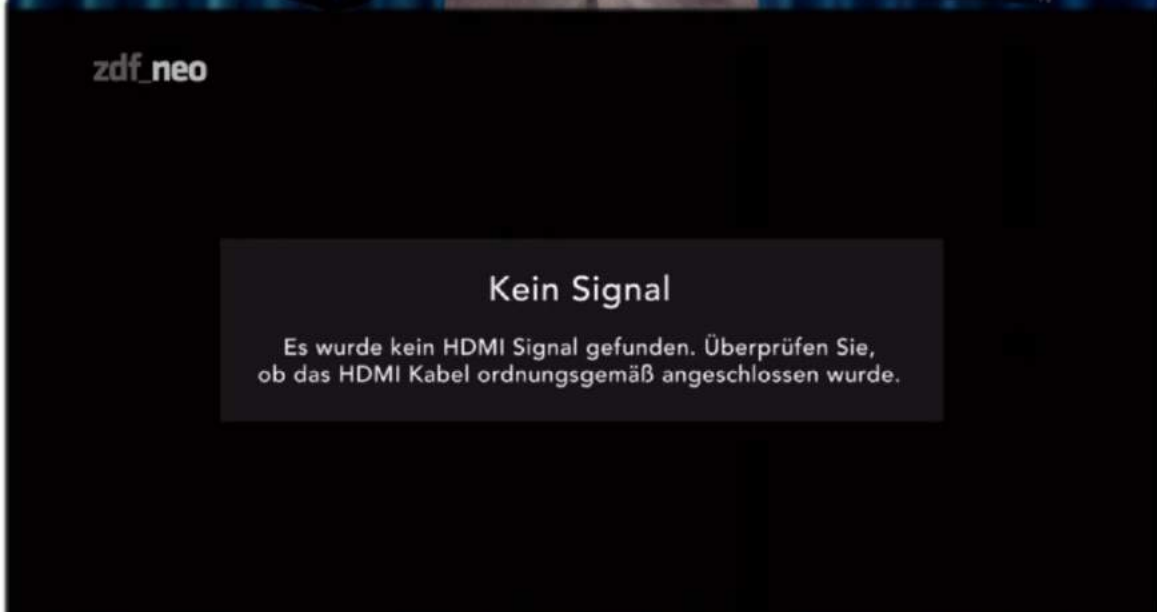 zdf_neo
Kein Signal
Es wurde kein HDMI Signal gefunden. Überprüfen Sie,
ob das HDMI Kabel ordnungsgemäß angeschlossen wurde.